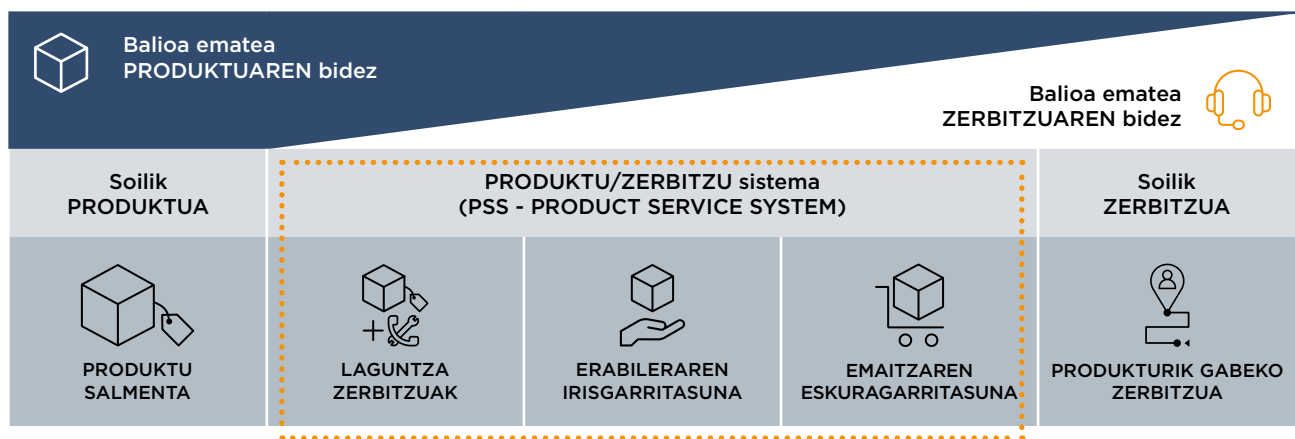 Balioa ematea
PRODUKTUAREN bidez
Balioa ematea
ZERBITZUAREN bidez
Soilik
PRODUKTUA
PRODUKTU/ZERBITZU sistema
(PSS - PRODUCT SERVICE SYSTEM)
Soilik
ZERBITZUA
PRODUKTU
SALMENTA
LAGUNTZA
ZERBITZUAK
ERABILERAREN
IRISGARRITASUNA
EMAITZAREN
ESKURAGARRITASUNA
PRODUKTURIK GABEKO
ZERBITZUA